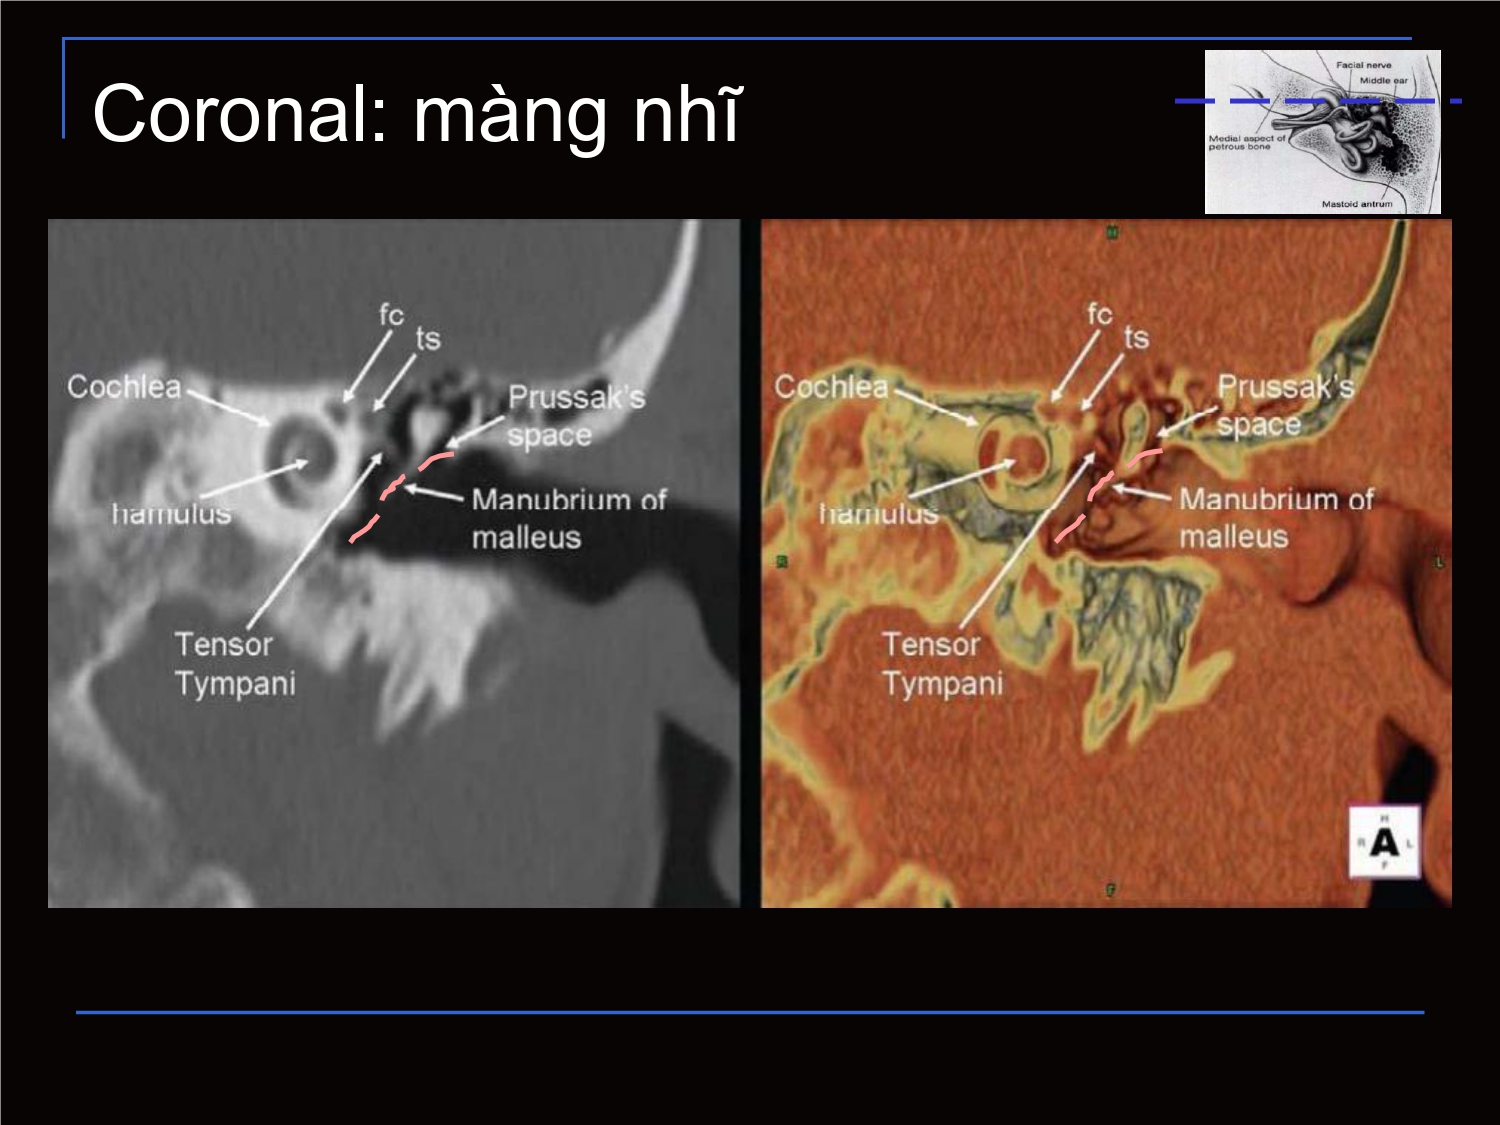 Coronal: màng nhĩ
Facial nerve
Middle ear
Medial aspect of
petrous bone
Mastoid antrum
fc
ts
Cochlea
Prussak's
space
hamulus
Manubrium of
malleus
Tensor
Tympani
H
fc
ts
Cochlea
Prussak's
space
hamulus
Manubrium of
malleus
R
L
Tensor
Tympani
H
R A L
F
F